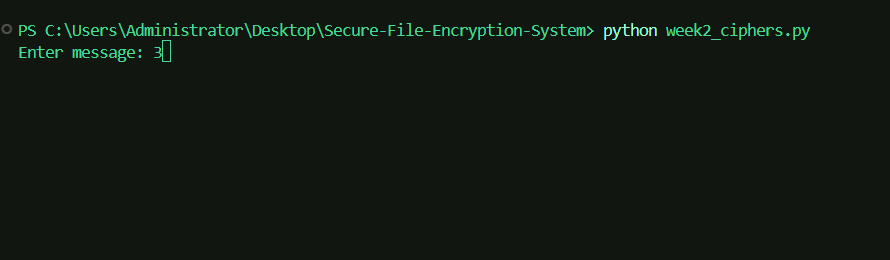 PS C:\Users\Administrator\Desktop\Secure-File-Encryption-System> python week2_ciphers.py
Enter message: 3